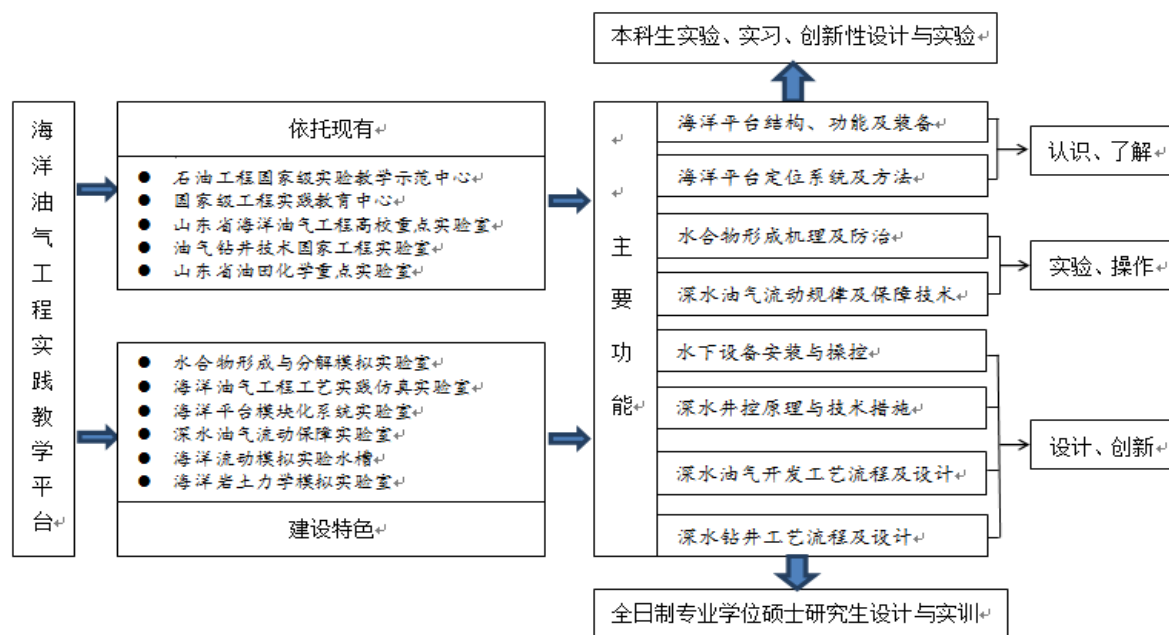 本科生实验、实习、创新性设计与实验
海洋油气工程实践教学平台
依托现有
石油工程国家级实验教学示范中心
国家级工程实践教育中心
山东省海洋油气工程高校重点实验室
油气钻井技术国家工程实验室
山东省油田化学重点实验室
水合物形成与分解模拟实验室
海洋油气工程工艺实践仿真实验室
海洋平台模块化系统实验室
深水油气流动保障实验室
海洋流动模拟实验水槽
海洋岩土力学模拟实验室
建设特色
主要功能
海洋平台结构、功能及装备
海洋平台定位系统及方法
水合物形成机理及防治
深水油气流动规律及保障技术
水下设备安装与操控
深水井控原理与技术措施
深水油气开发工艺流程及设计
深水钻井工艺流程及设计
认识、了解
实验、操作
设计、创新
全日制专业学位硕士研究生设计与实训